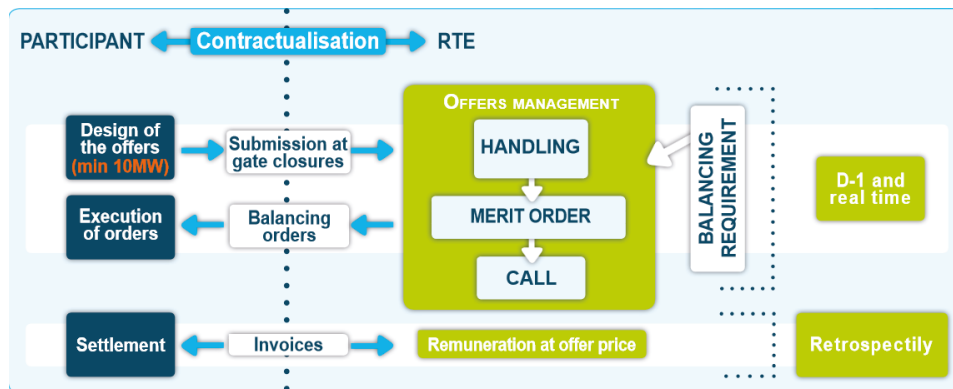 PARTICIPANT
Contractualisation
RTE
OFFERS MANAGEMENT
Design of
the offers
(min 10MW)
Submission at
gate closures
HANDLING
BALANCING
REQUIREMENT
D-1 and
real time
Execution
of orders
Balancing
orders
MERIT ORDER
CALL
Settlement
Invoices
Remuneration at offer price
Retrospectily